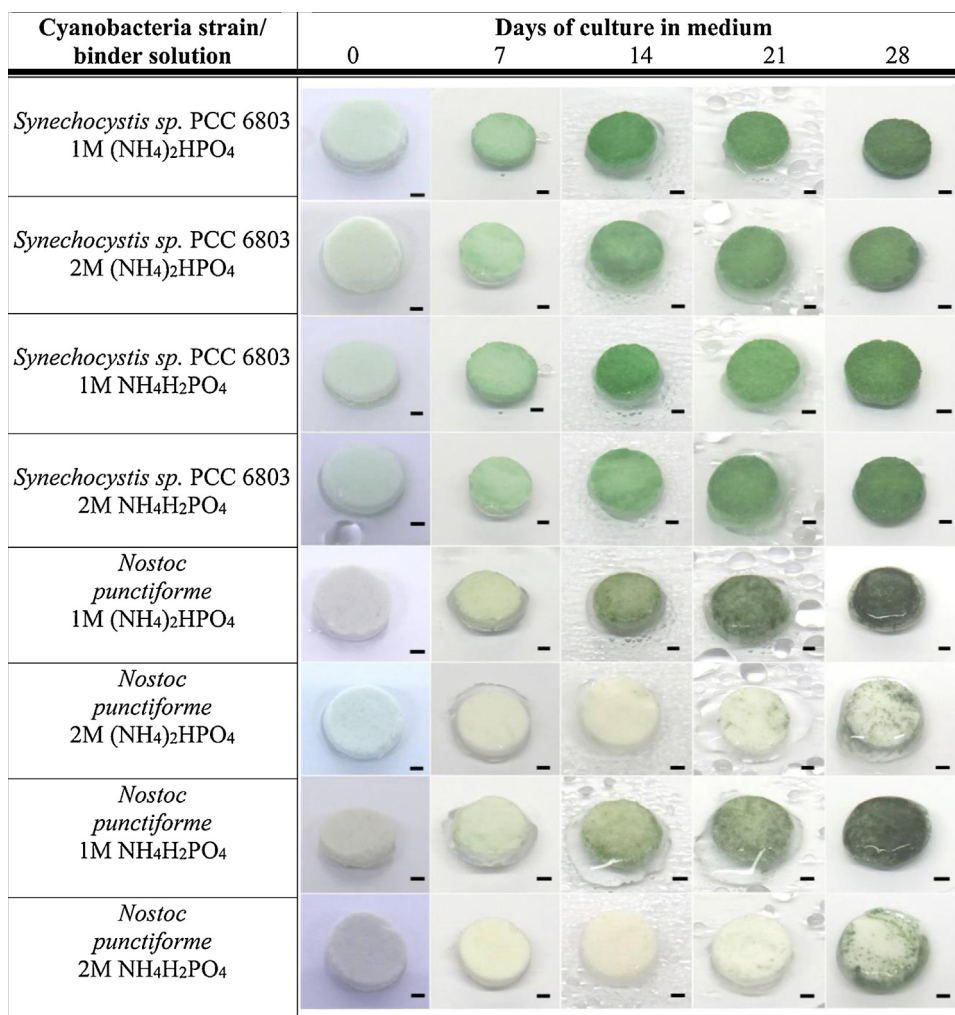 Cyanobacteria strain/
binder solution
Days of culture in medium
0 7 14 21 28
Synechocystis sp. PCC 6803
1M (NH₄)₂HPO₄
Synechocystis sp. PCC 6803
2M (NH₄)₂HPO₄
Synechocystis sp. PCC 6803
1M NH₄H₂PO₄
Synechocystis sp. PCC 6803
2M NH₄H₂PO₄
Nostoc
punctiforme
1M (NH₄)₂HPO₄
Nostoc
punctiforme
2M (NH₄)₂HPO₄
Nostoc
punctiforme
1M NH₄H₂PO₄
Nostoc
punctiforme
2M NH₄H₂PO₄